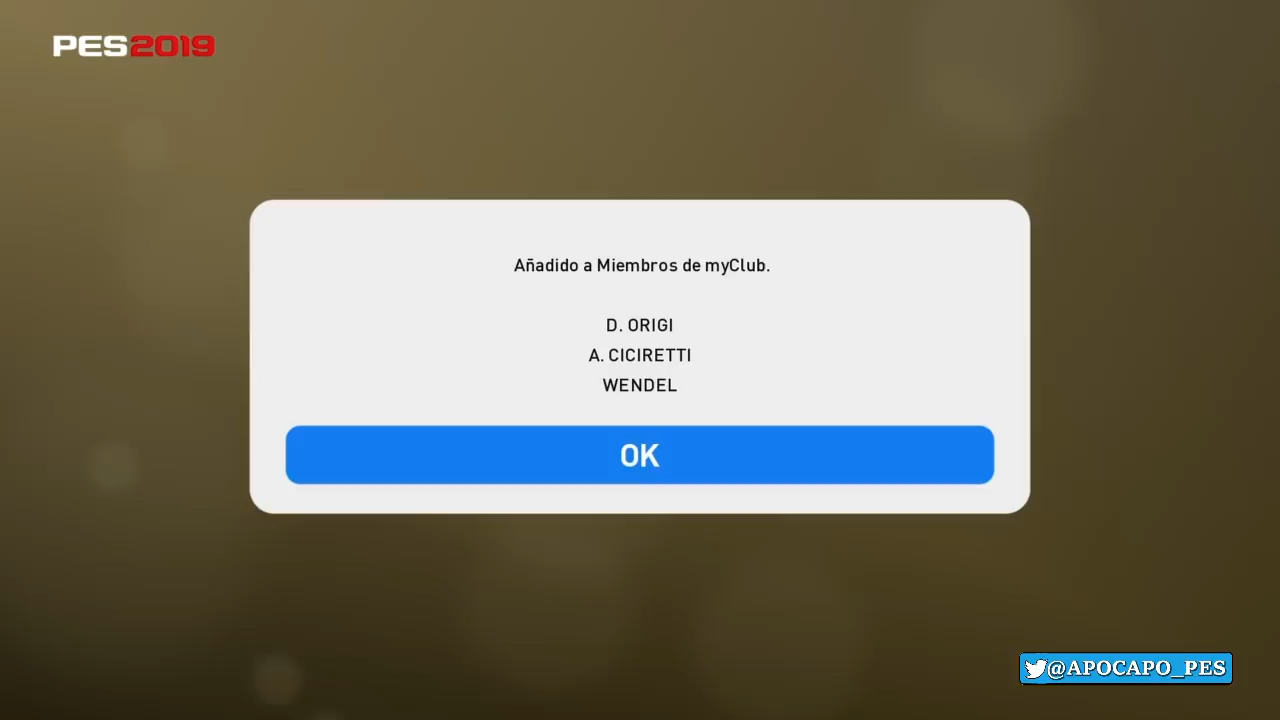 PES2019
Añadido a Miembros de myClub.
D. ORIGI
A. CICIRETTI
WENDEL
OK
@APOCAPO_PES